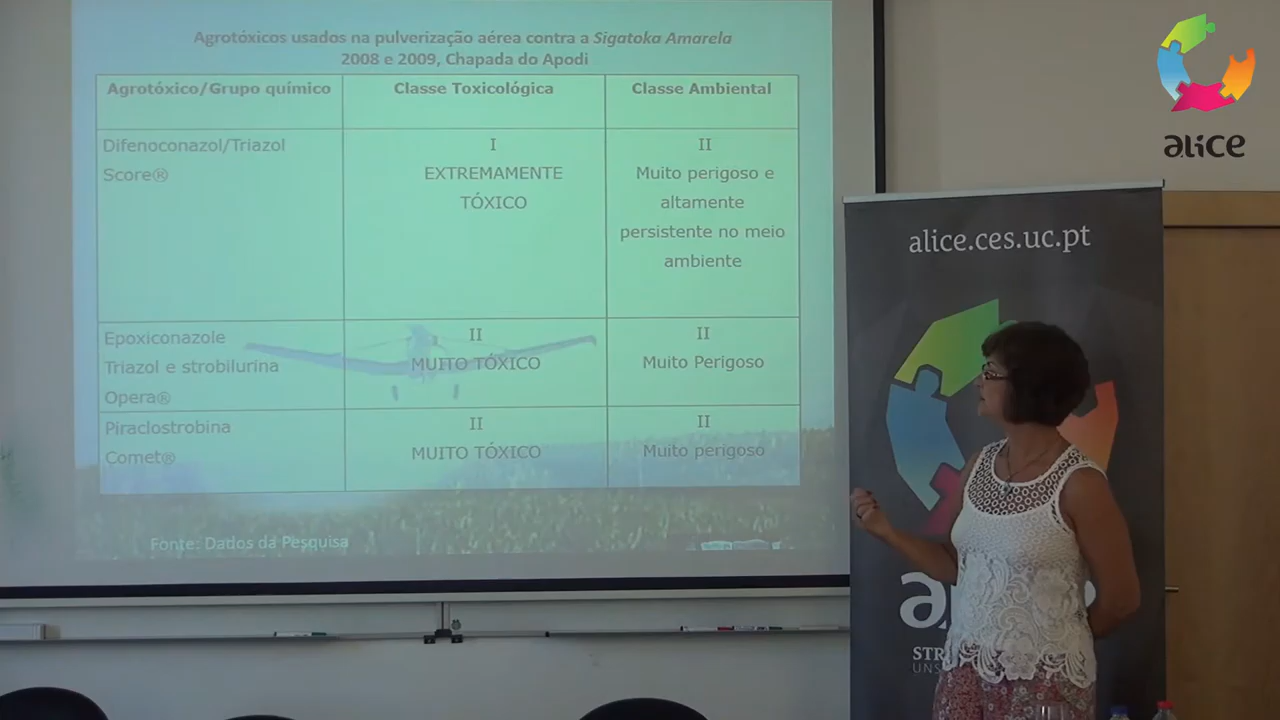 Agrotóxicos usados na pulverização aérea contra a Sigatoka Amarela
2008 e 2009, Chapada do Apodi
Agrotóxico/Grupo químico
Classe Toxicológica
Classe Ambiental
Difenoconazol/Triazol
Score®
I
EXTREMAMENTE
TÓXICO
II
Muito perigoso e
altamente
persistente no meio
ambiente
Epoxiconazole
Triazol e strobilurina
Opera®
II
MUITO TÓXICO
II
Muito Perigoso
Piraclostrobina
Comet®
II
MUITO TÓXICO
II
Muito perigoso
Fonte: Dados da Pesquisa
alice
alice.ces.uc.pt
a
STR
UNS